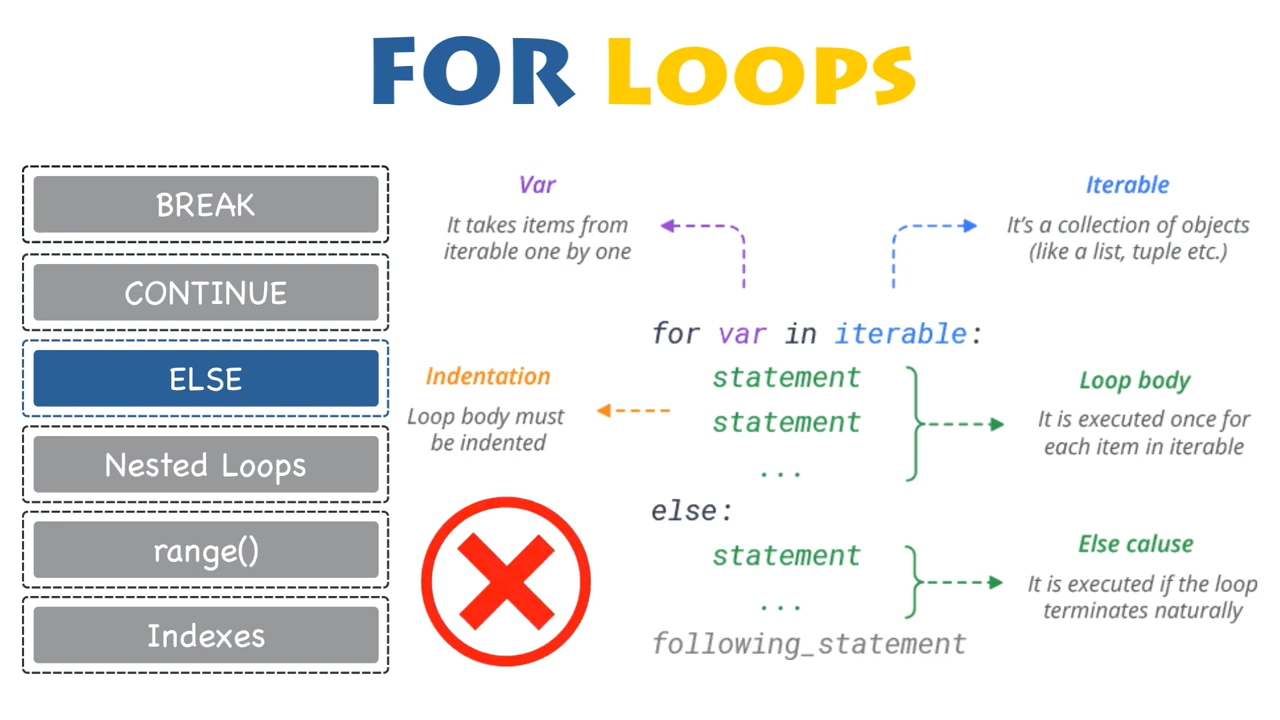 FOR LOOPS
BREAK
CONTINUE
ELSE
Nested Loops
range()
Indexes
Var
It takes items from
iterable one by one
Iterable
It's a collection of objects
(like a list, tuple etc.)
for var in iterable:
statement
statement
...
else:
statement
...
following_statement
Indentation
Loop body must
be indented
Loop body
It is executed once for
each item in iterable
Else caluse
It is executed if the loop
terminates naturally